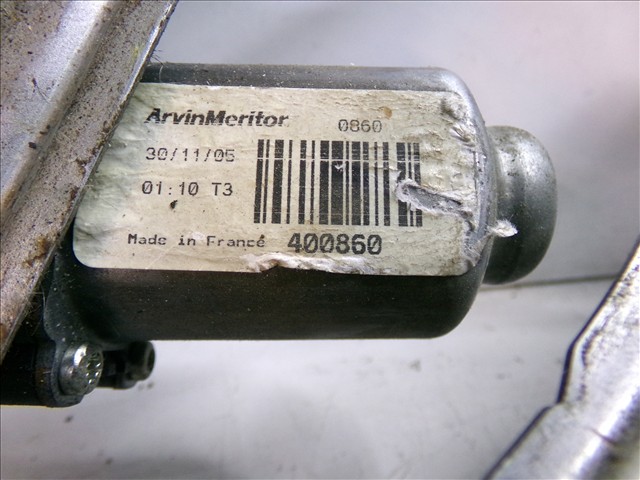 ArvinMeritor 0860
30/11/05
01:10 T3
Made in France 400860